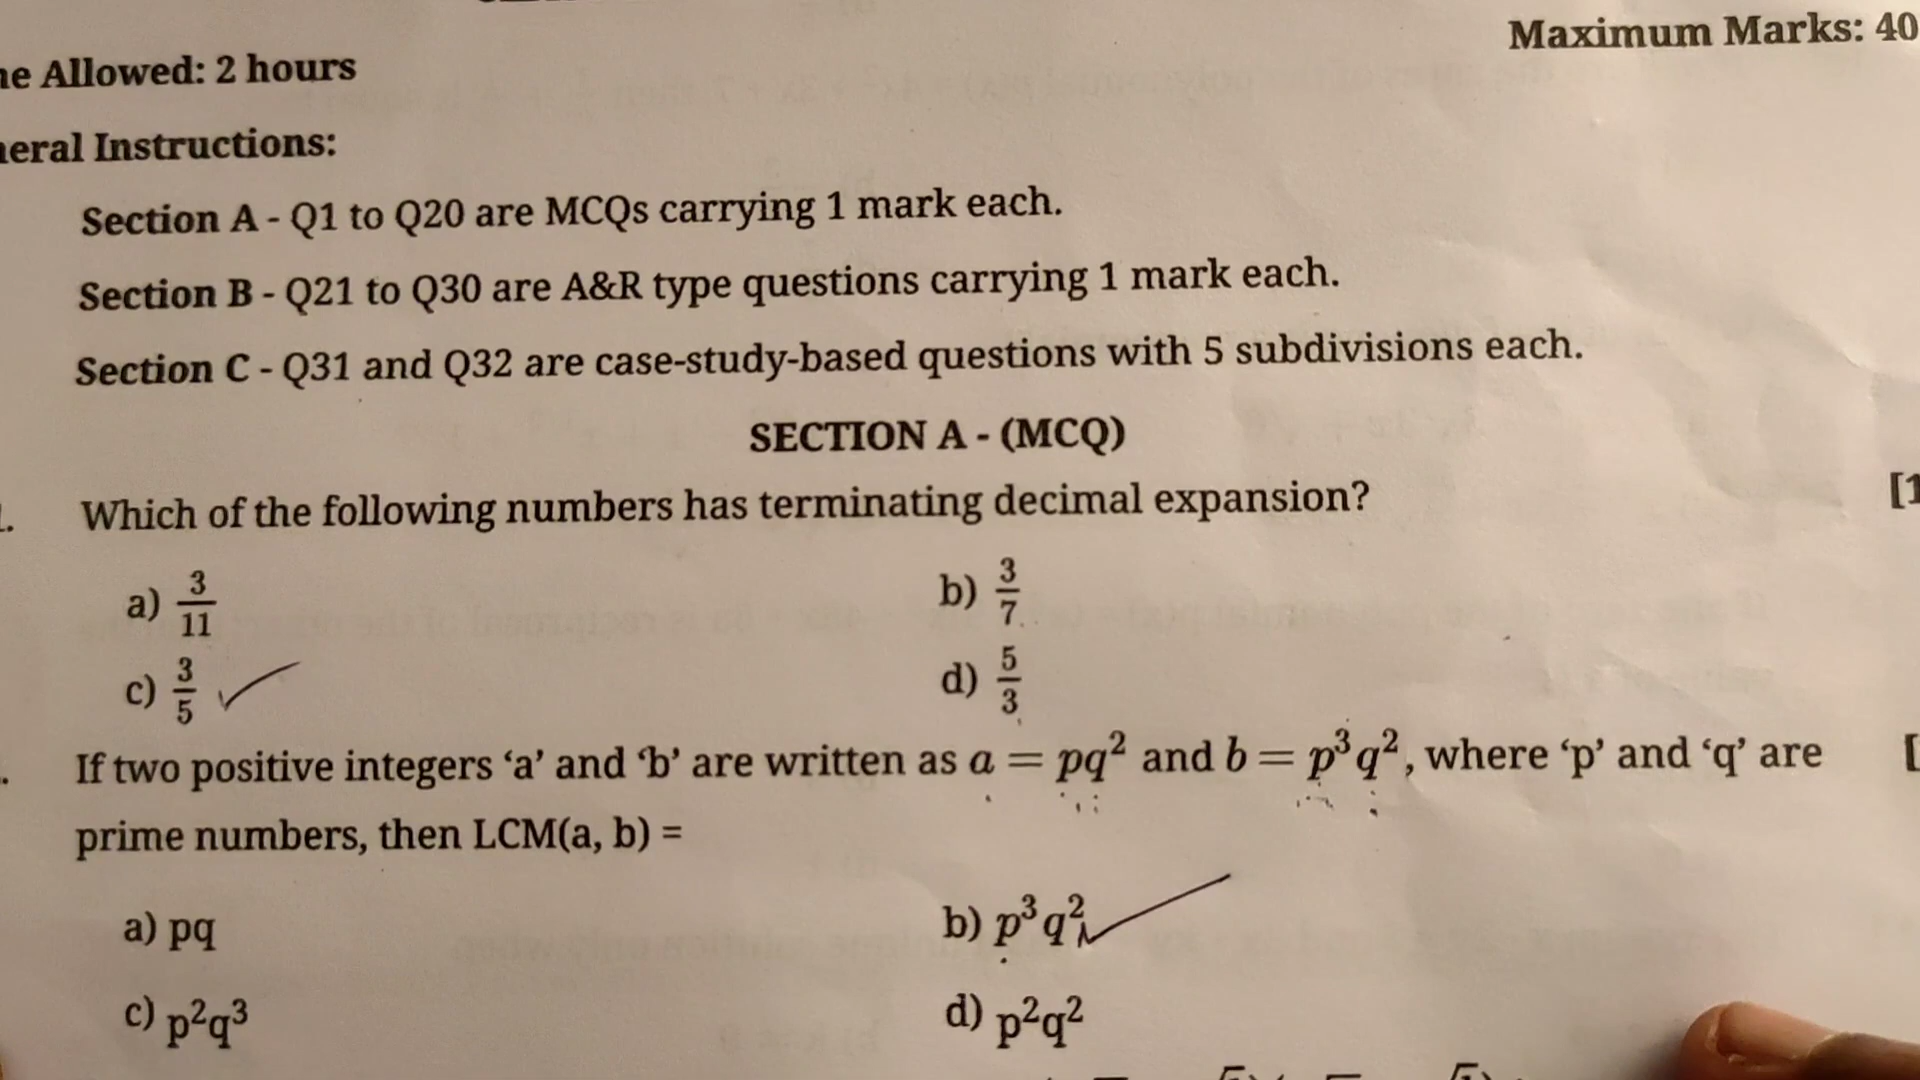 Maximum Marks: 40
ne Allowed: 2 hours
neral Instructions:
Section A - Q1 to Q20 are MCQs carrying 1 mark each.
Section B - Q21 to Q30 are A&R type questions carrying 1 mark each.
Section C - Q31 and Q32 are case-study-based questions with 5 subdivisions each.
SECTION A - (MCQ)
Which of the following numbers has terminating decimal expansion? [1
a) 3/11 b) 3/7
c) 3/5 ✓ d) 5/3
If two positive integers ‘a’ and ‘b’ are written as a = pq² and b = p³q², where ‘p’ and ‘q’ are [
prime numbers, then LCM(a, b) =
a) pq b) p³q² ✓
c) p²q³ d) p²q²